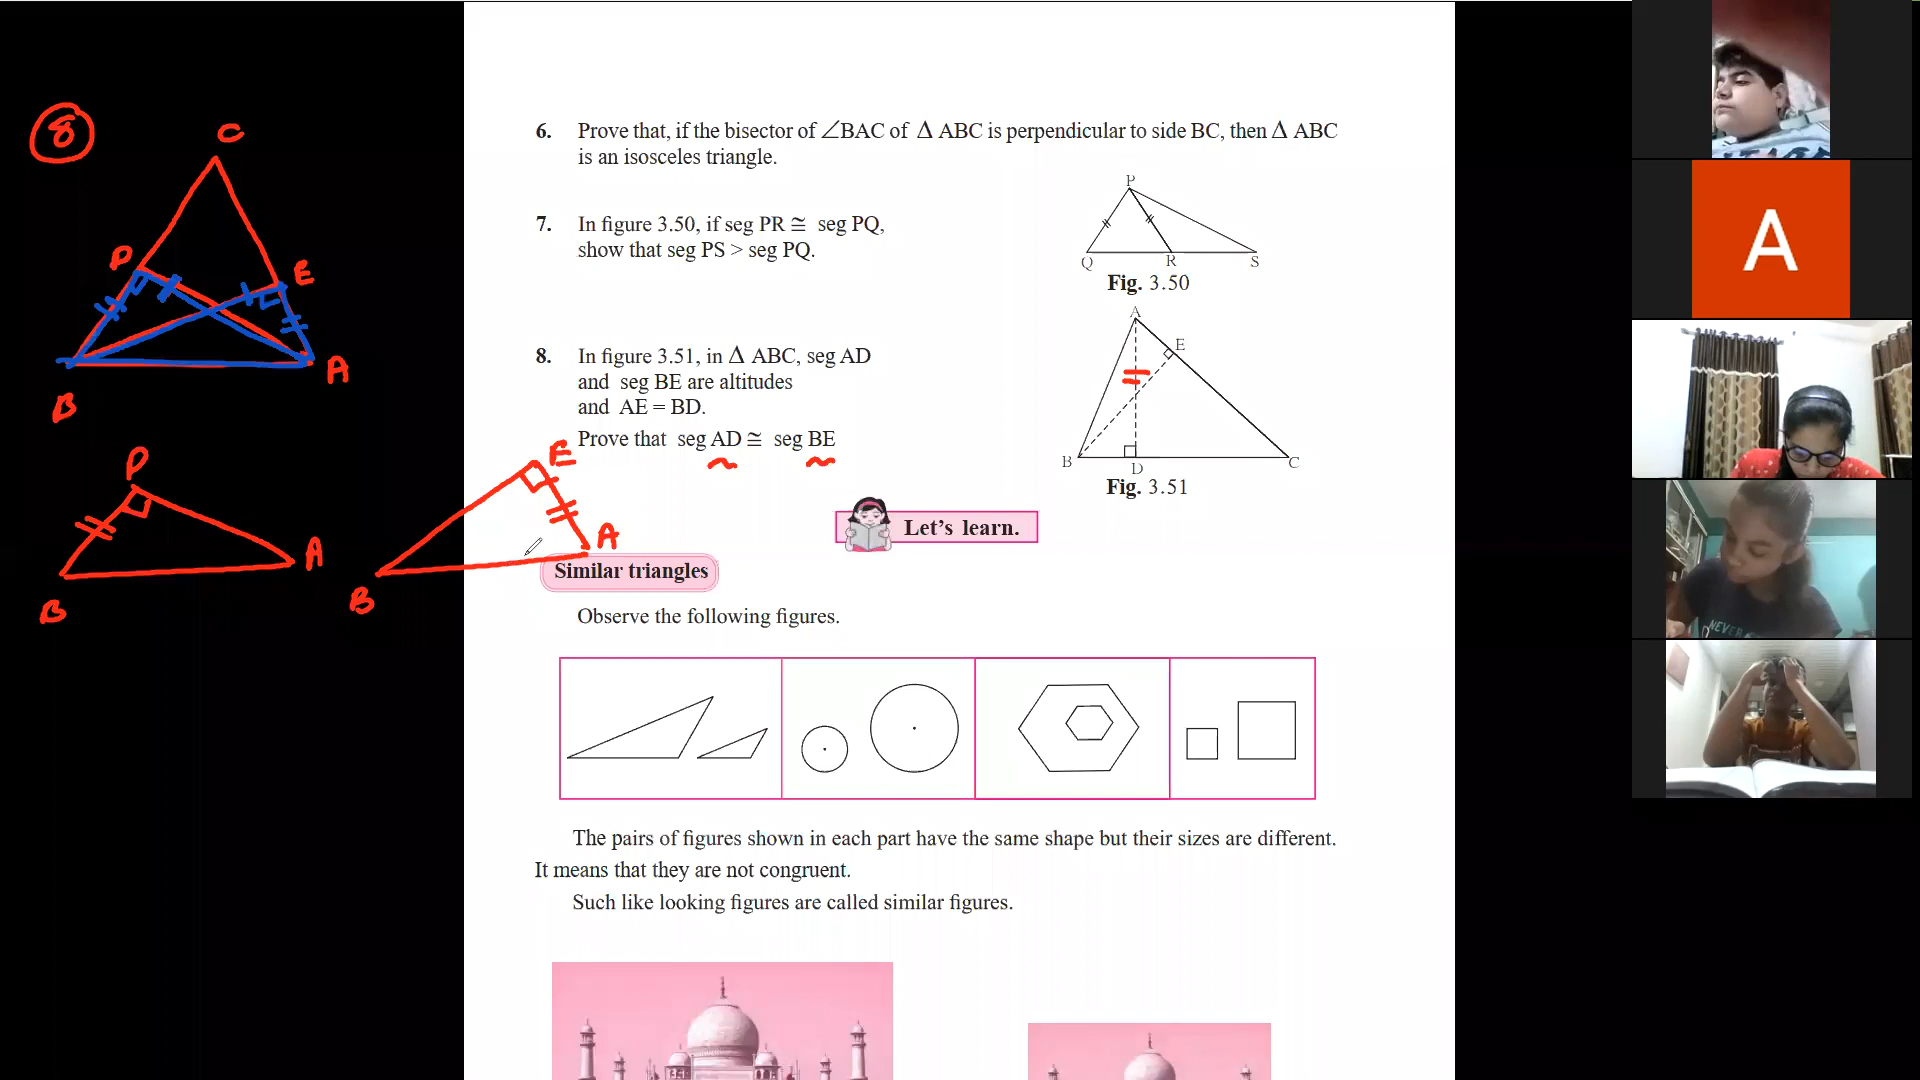 8
C
P
E
B
A
P
B
A
E
A
B
6. Prove that, if the bisector of ∠BAC of Δ ABC is perpendicular to side BC, then Δ ABC
is an isosceles triangle.
7. In figure 3.50, if seg PR ≅ seg PQ,
show that seg PS > seg PQ.
P
Q
R
S
Fig. 3.50
8. In figure 3.51, in Δ ABC, seg AD
and seg BE are altitudes
and AE = BD.
Prove that seg AD ≅ seg BE
A
E
B
D
C
Fig. 3.51
Let's learn.
Similar triangles
Observe the following figures.
The pairs of figures shown in each part have the same shape but their sizes are different.
It means that they are not congruent.
Such like looking figures are called similar figures.
A
NEVER